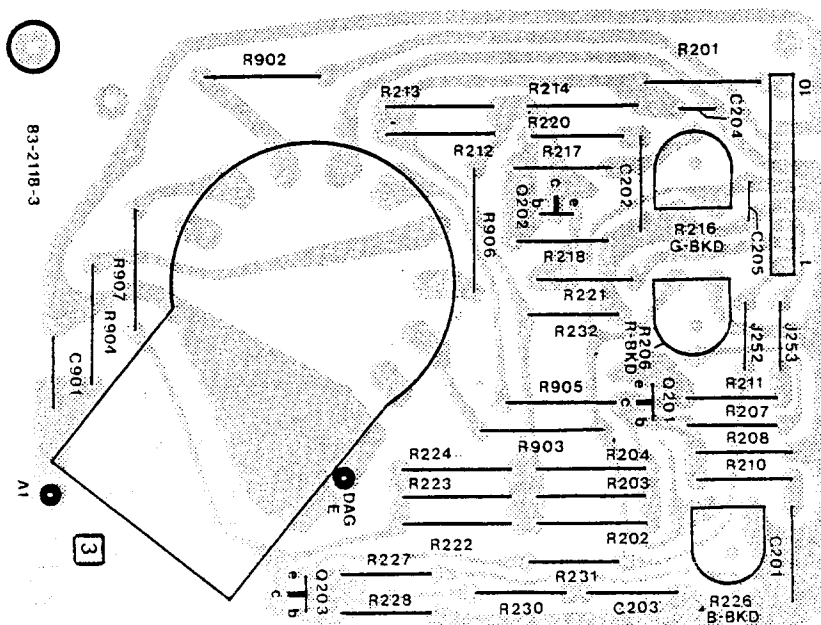 R902
R201
R213
R214
01
C204
R220
R212
R217
C202
83-2118-3
Q202
c
b
e
R906
R216
G-BKD
C205
R218
R907
R221
L
R904
R232
R206
R-BKD
J252
J253
C901
e
c
b
Q201
R905
R211
R207
R903
R208
R224
R204
R210
R223
R203
A1
DAG
E
3
R222
R202
C201
R227
R231
e
c
b
Q203
R228
R230
C203
R226
B-BKD